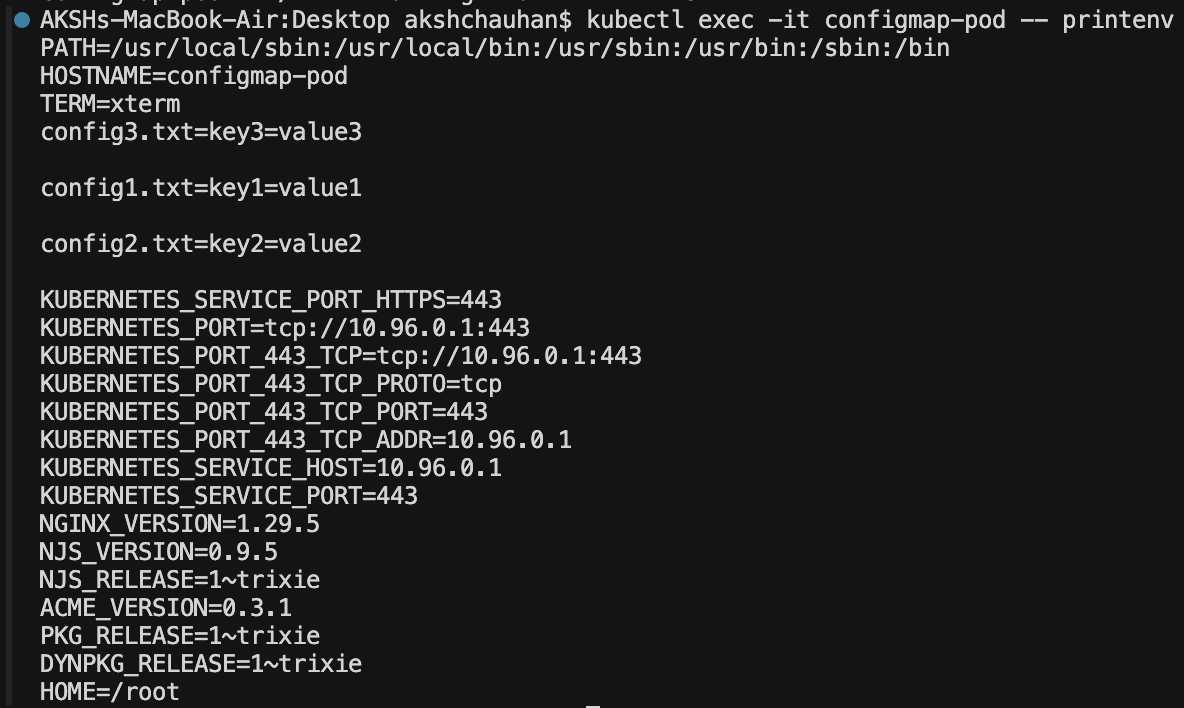 AKSHs-MacBook-Air:Desktop akshchauhan$ kubectl exec -it configmap-pod -- printenv
PATH=/usr/local/sbin:/usr/local/bin:/usr/sbin:/usr/bin:/sbin:/bin
HOSTNAME=configmap-pod
TERM=xterm
config3.txt=key3=value3
config1.txt=key1=value1
config2.txt=key2=value2
KUBERNETES_SERVICE_PORT_HTTPS=443
KUBERNETES_PORT=tcp://10.96.0.1:443
KUBERNETES_PORT_443_TCP=tcp://10.96.0.1:443
KUBERNETES_PORT_443_TCP_PROTO=tcp
KUBERNETES_PORT_443_TCP_PORT=443
KUBERNETES_PORT_443_TCP_ADDR=10.96.0.1
KUBERNETES_SERVICE_HOST=10.96.0.1
KUBERNETES_SERVICE_PORT=443
NGINX_VERSION=1.29.5
NJS_VERSION=0.9.5
NJS_RELEASE=1~trixie
ACME_VERSION=0.3.1
PKG_RELEASE=1~trixie
DYNPKG_RELEASE=1~trixie
HOME=/root